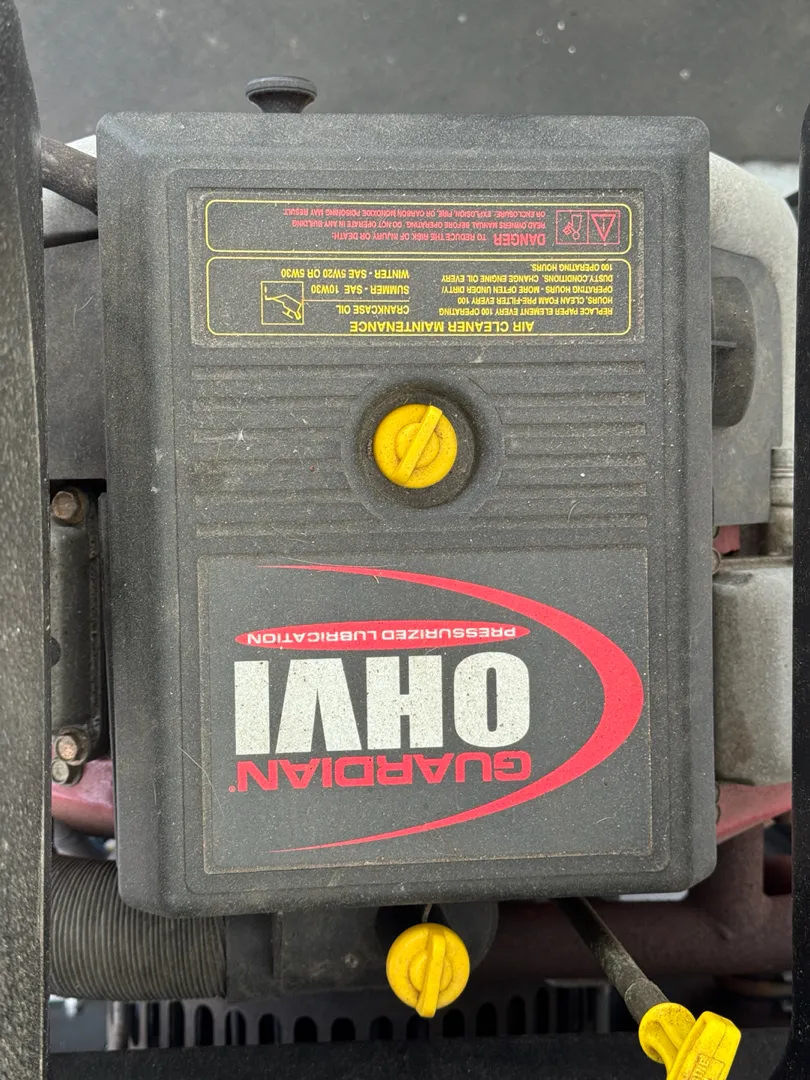 GUARDIAN®
OHVI
PRESSURIZED LUBRICATION
AIR CLEANER MAINTENANCE
REPLACE PAPER ELEMENT EVERY 100 OPERATING
HOURS. CLEAN FOAM PRE-FILTER EVERY 100
OPERATING HOURS - MORE OFTEN UNDER DIRTY/
DUSTY.CONDITIONS. CHANGE ENGINE OIL EVERY
100 OPERATING HOURS.
CRANKCASE OIL
SUMMER - SAE 10W30
WINTER - SAE 5W20 OR 5W30
DANGER TO REDUCE THE RISK OF INJURY OR DEATH:
READ OWNERS MANUAL BEFORE OPERATING. DO NOT OPERATE IN ANY BUILDING
OR ENCLOSURE. EXPLOSION, FIRE, OR CARBON MONOXIDE POISONING MAY RESULT